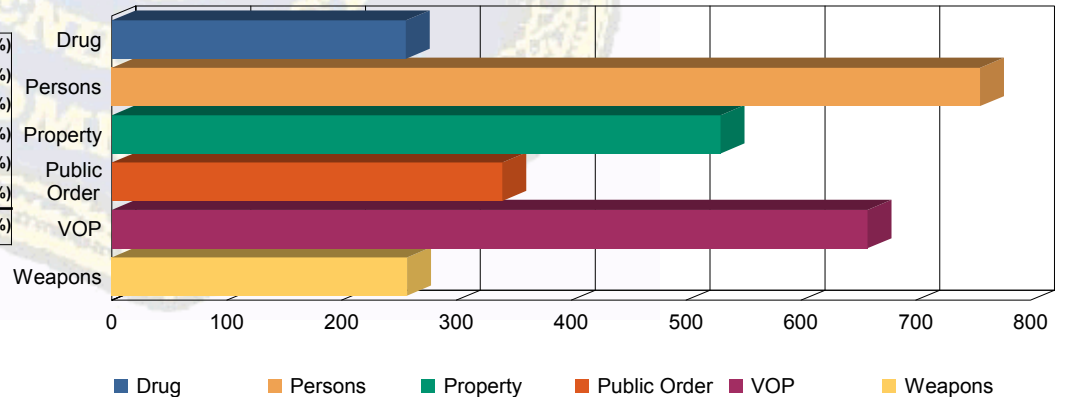 Drug
%)
%)
Persons
%)
Property
%)
Public
Order
%)
%)
VOP
%)
Weapons
0 100 200 300 400 500 600 700 800
Drug Persons Property Public Order VOP Weapons